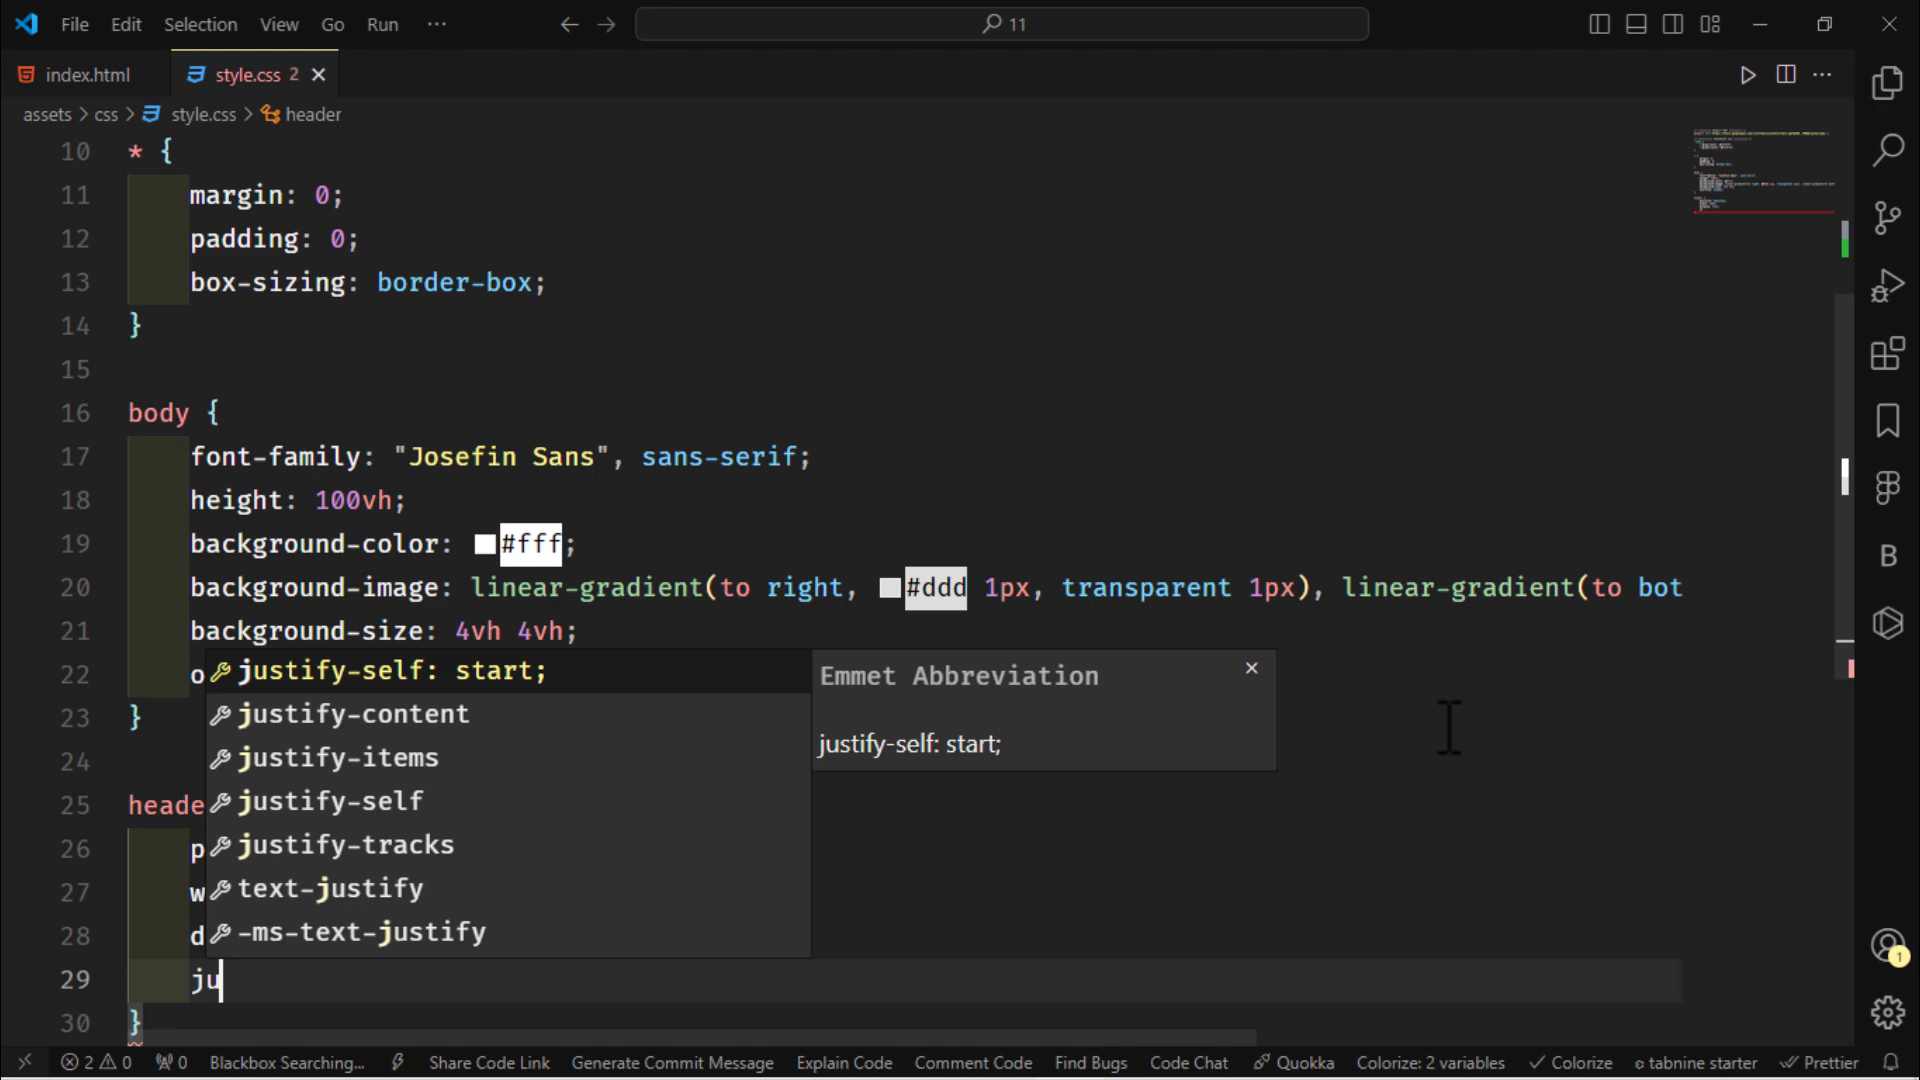 File Edit Selection View Go Run ··· 11
index.html style.css 2
assets > css > style.css > header
10 * {
11 margin: 0;
12 padding: 0;
13 box-sizing: border-box;
14 }
15
16 body {
17 font-family: "Josefin Sans", sans-serif;
18 height: 100vh;
19 background-color: #fff;
20 background-image: linear-gradient(to right, #ddd 1px, transparent 1px), linear-gradient(to bot
21 background-size: 4vh 4vh;
22 o
justify-self: start;
Emmet Abbreviation
justify-self: start;
23 }
justify-content
24
justify-items
25 heade
justify-self
26 p
justify-tracks
27 w
text-justify
28 d
-ms-text-justify
29 ju
30 }
B
1
2 0 0 Blackbox Searching... Share Code Link Generate Commit Message Explain Code Comment Code Find Bugs Code Chat Quokka Colorize: 2 variables Colorize tabnine starter Prettier